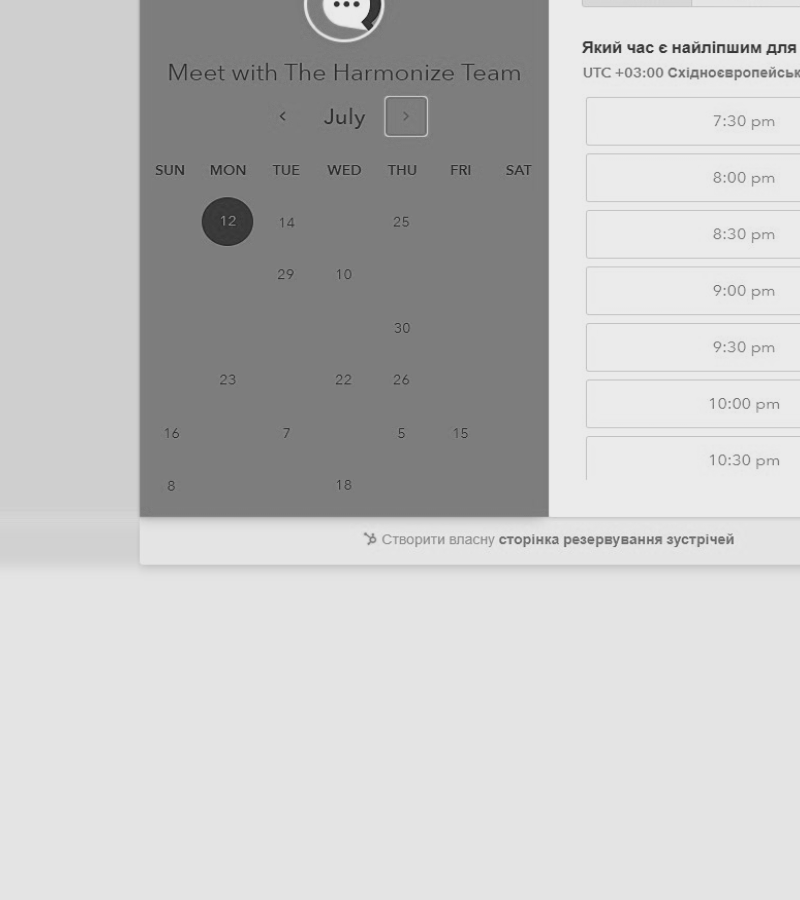 Meet with The Harmonize Team
July
SUN MON TUE WED THU FRI SAT
12 14 25
29 10
30
23 22 26
16 7 5 15
8 18
Який час є найліпшим для
UTC +03:00
7:30 pm
8:00 pm
8:30 pm
9:00 pm
9:30 pm
10:00 pm
10:30 pm
Створити власну сторінка резервування зустрічей